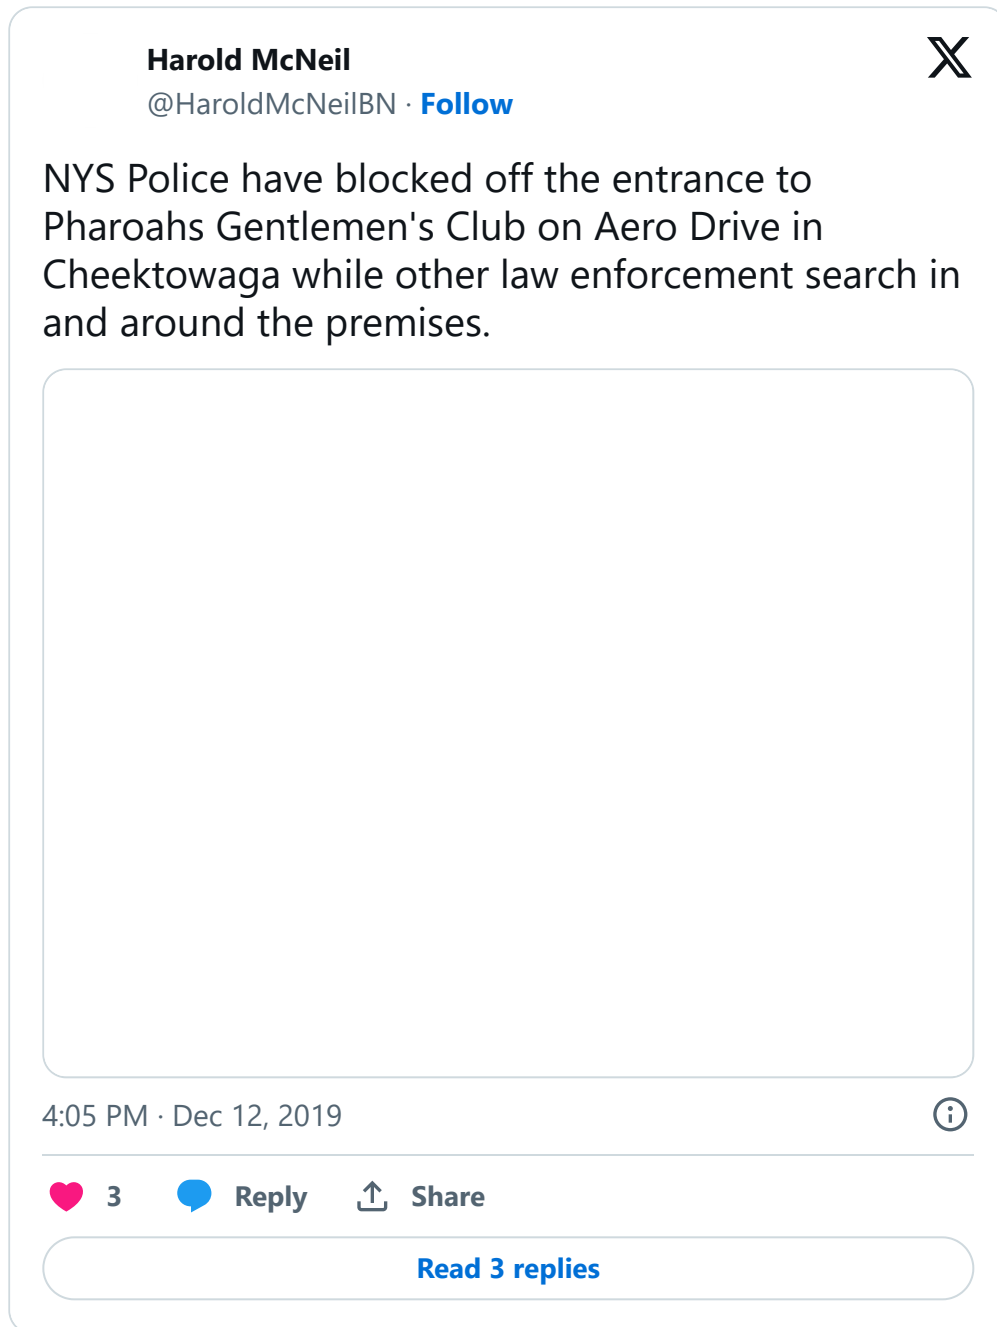 Harold McNeil
@HaroldMcNeilBN · Follow
NYS Police have blocked off the entrance to
Pharoahs Gentlemen's Club on Aero Drive in
Cheektowaga while other law enforcement search in
and around the premises.
4:05 PM · Dec 12, 2019
3 Reply Share
Read 3 replies